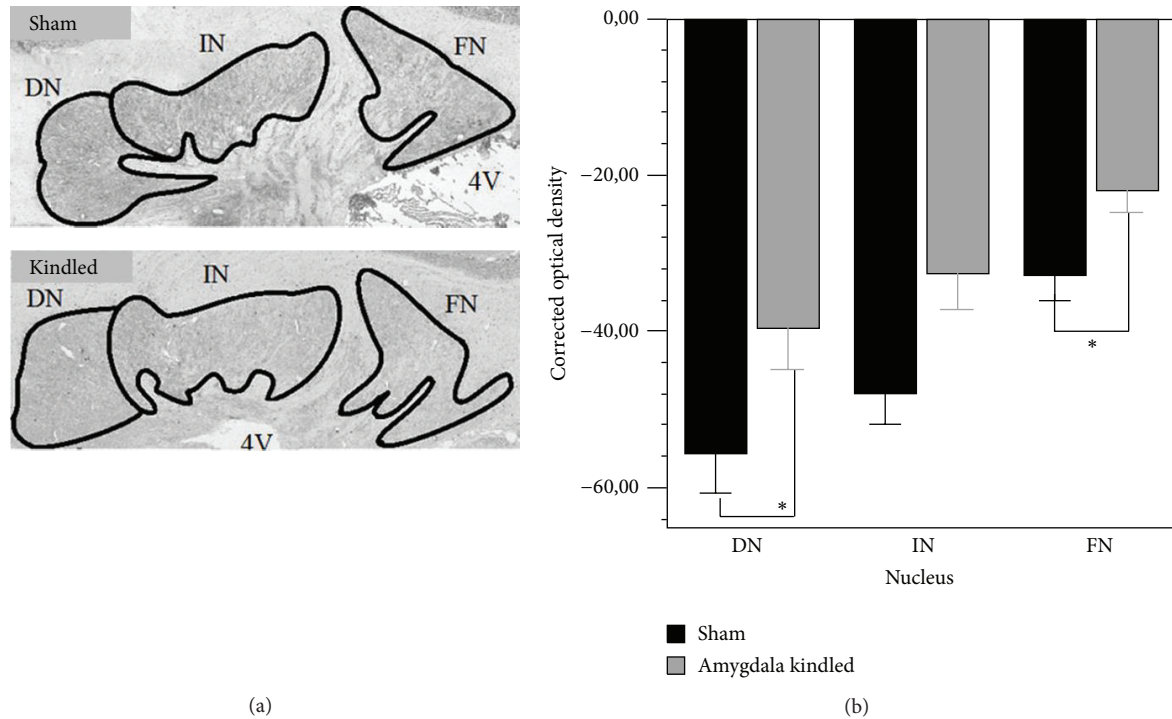 Sham
IN
FN
DN
4V
Kindled
IN
DN
FN
4V
(a)
0,00
−20,00
−40,00
−60,00
Corrected optical density
*
*
DN
IN
FN
Nucleus
Sham
Amygdala kindled
(b)